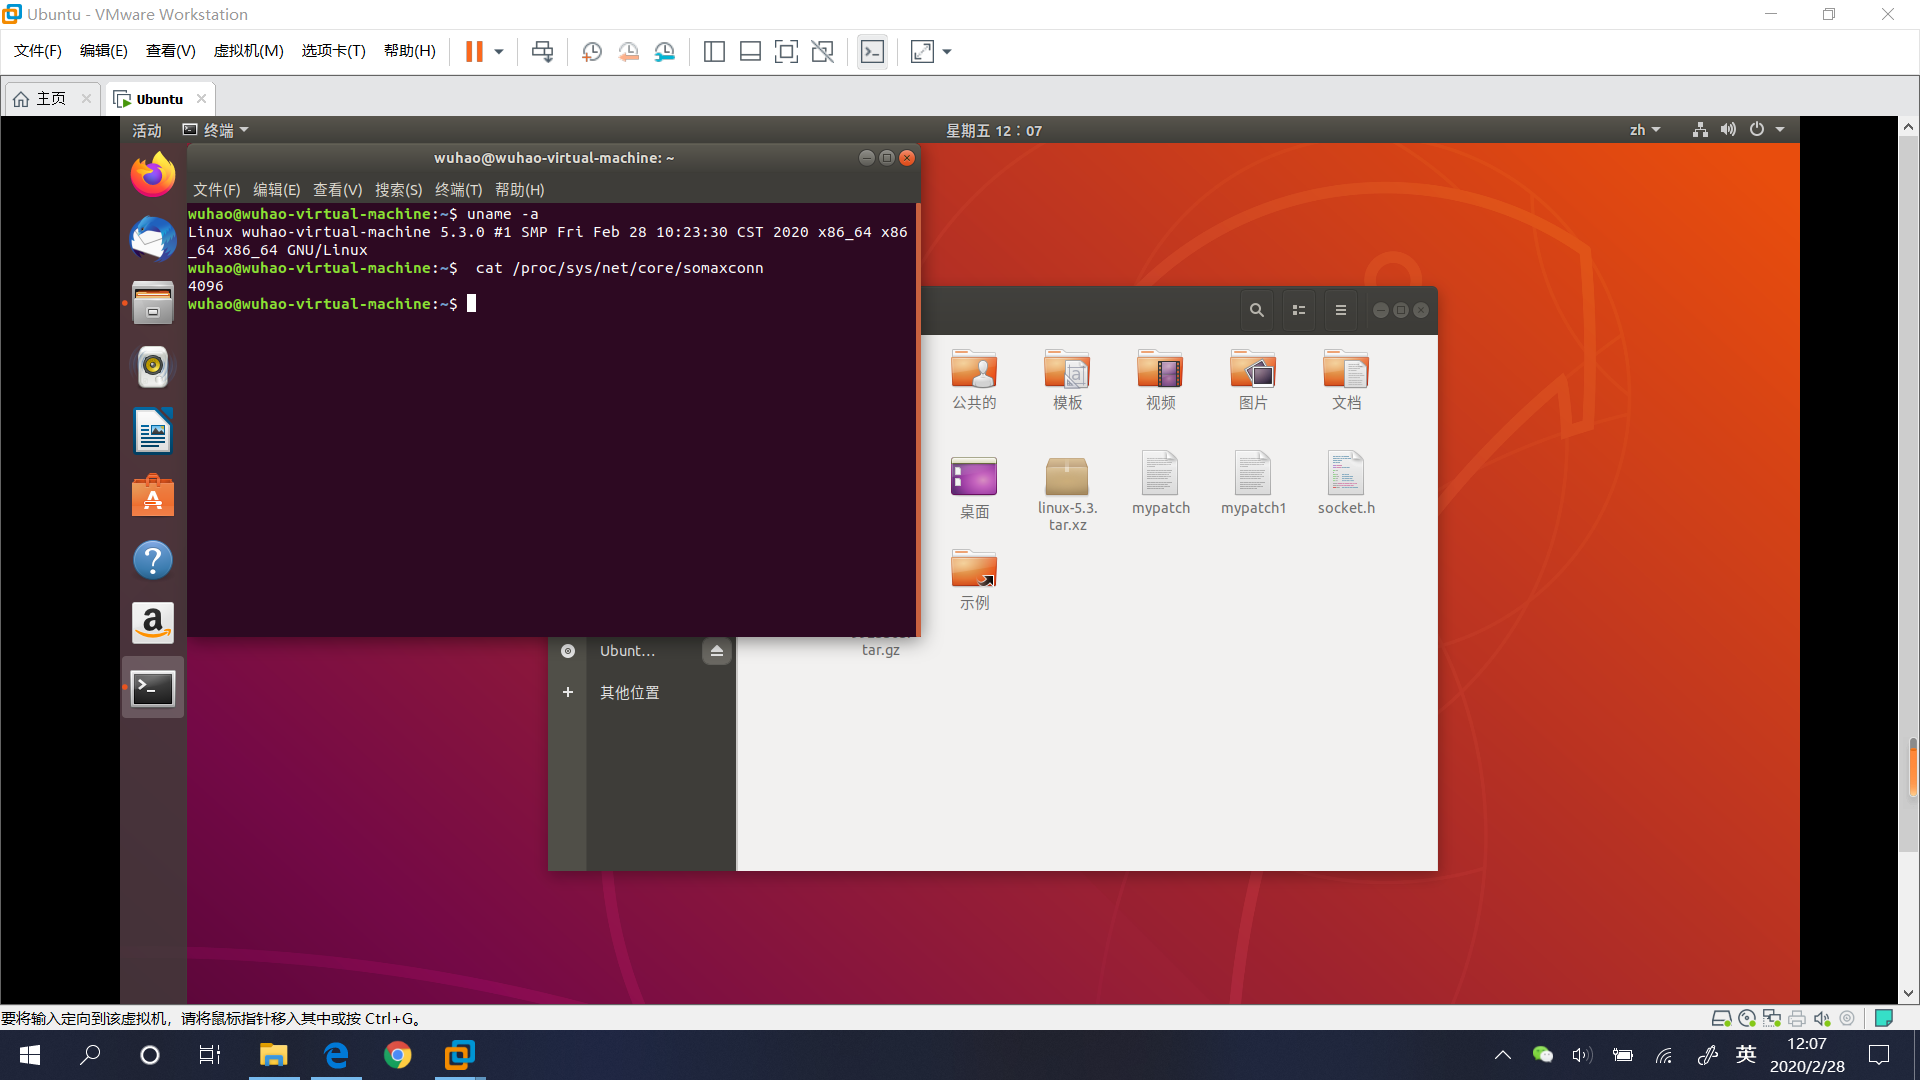 Ubuntu - VMware Workstation
文件(F) 编辑(E) 查看(V) 虚拟机(M) 选项卡(T) 帮助(H)
主页 Ubuntu
活动 终端 星期五 12：07 zh
wuhao@wuhao-virtual-machine: ~
文件(F) 编辑(E) 查看(V) 搜索(S) 终端(T) 帮助(H)
wuhao@wuhao-virtual-machine:~$ uname -a
Linux wuhao-virtual-machine 5.3.0 #1 SMP Fri Feb 28 10:23:30 CST 2020 x86_64 x86
_64 x86_64 GNU/Linux
wuhao@wuhao-virtual-machine:~$  cat /proc/sys/net/core/somaxconn
4096
wuhao@wuhao-virtual-machine:~$
公共的 模板 视频 图片 文档
桌面 linux-5.3.tar.xz mypatch mypatch1 socket.h
示例
tar.gz
Ubunt…
其他位置
要将输入定向到该虚拟机，请将鼠标指针移入其中或按 Ctrl+G。
英
12:07
2020/2/28